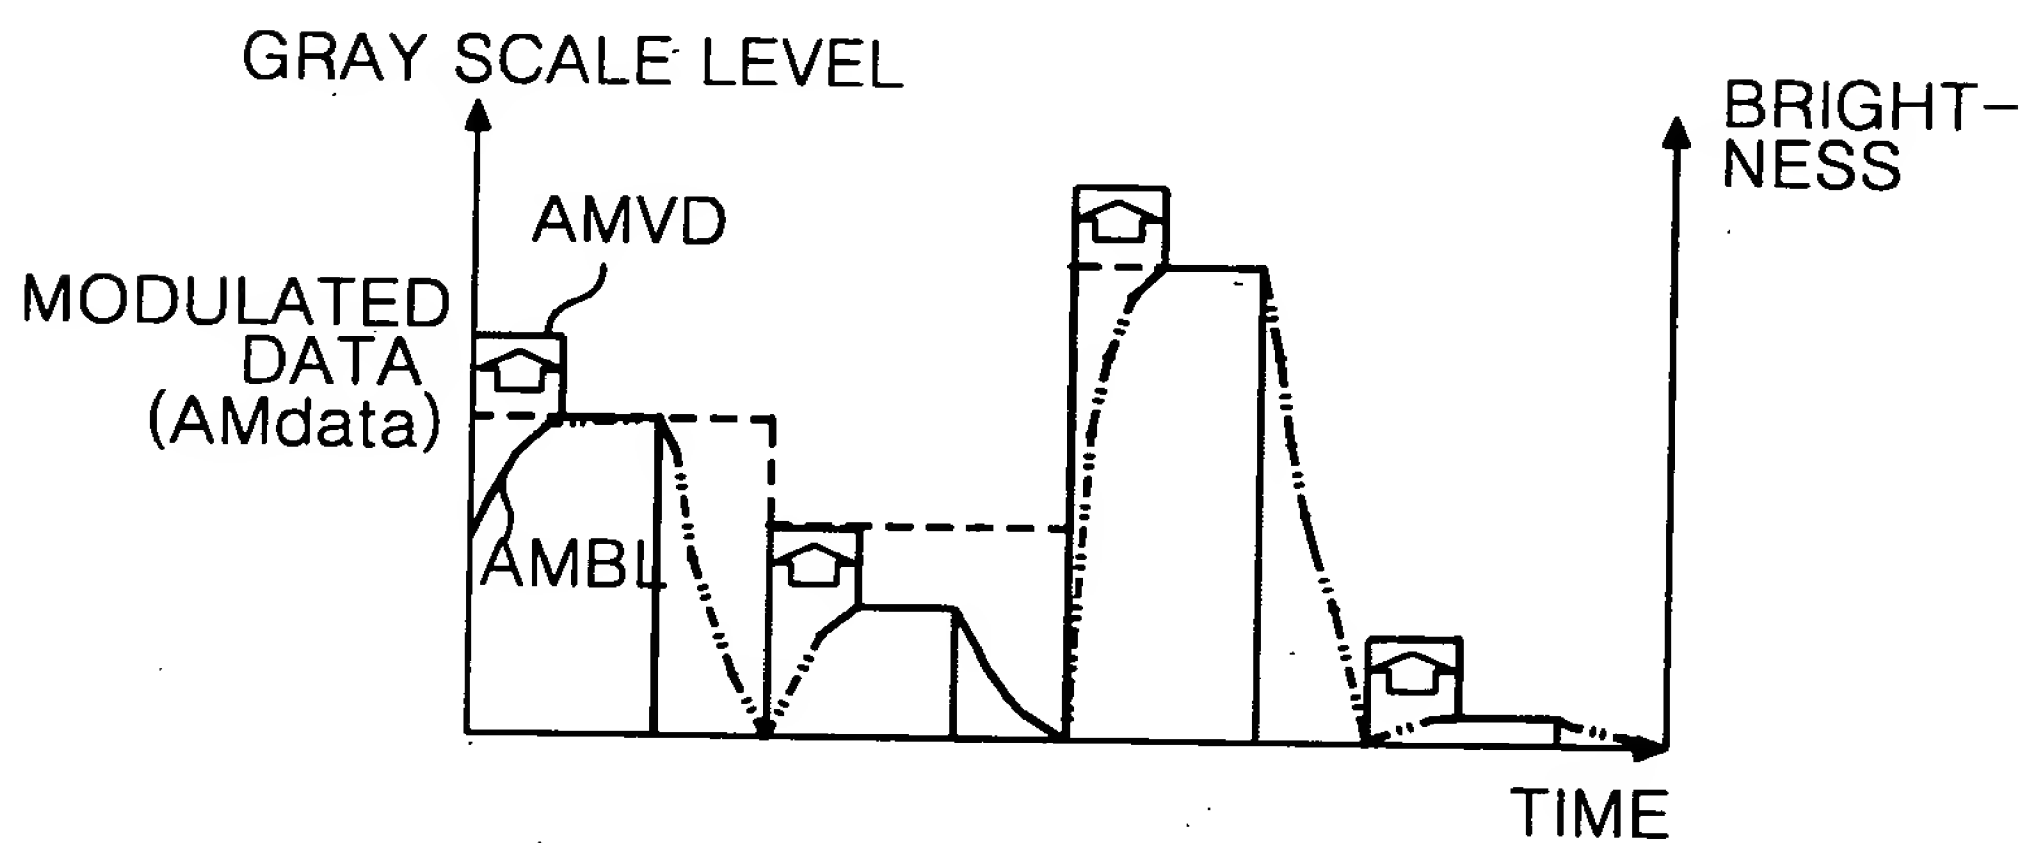 GRAY SCALE LEVEL
BRIGHT-
NESS
AMVD
MODULATED
DATA
(AMdata)
AMBL
TIME